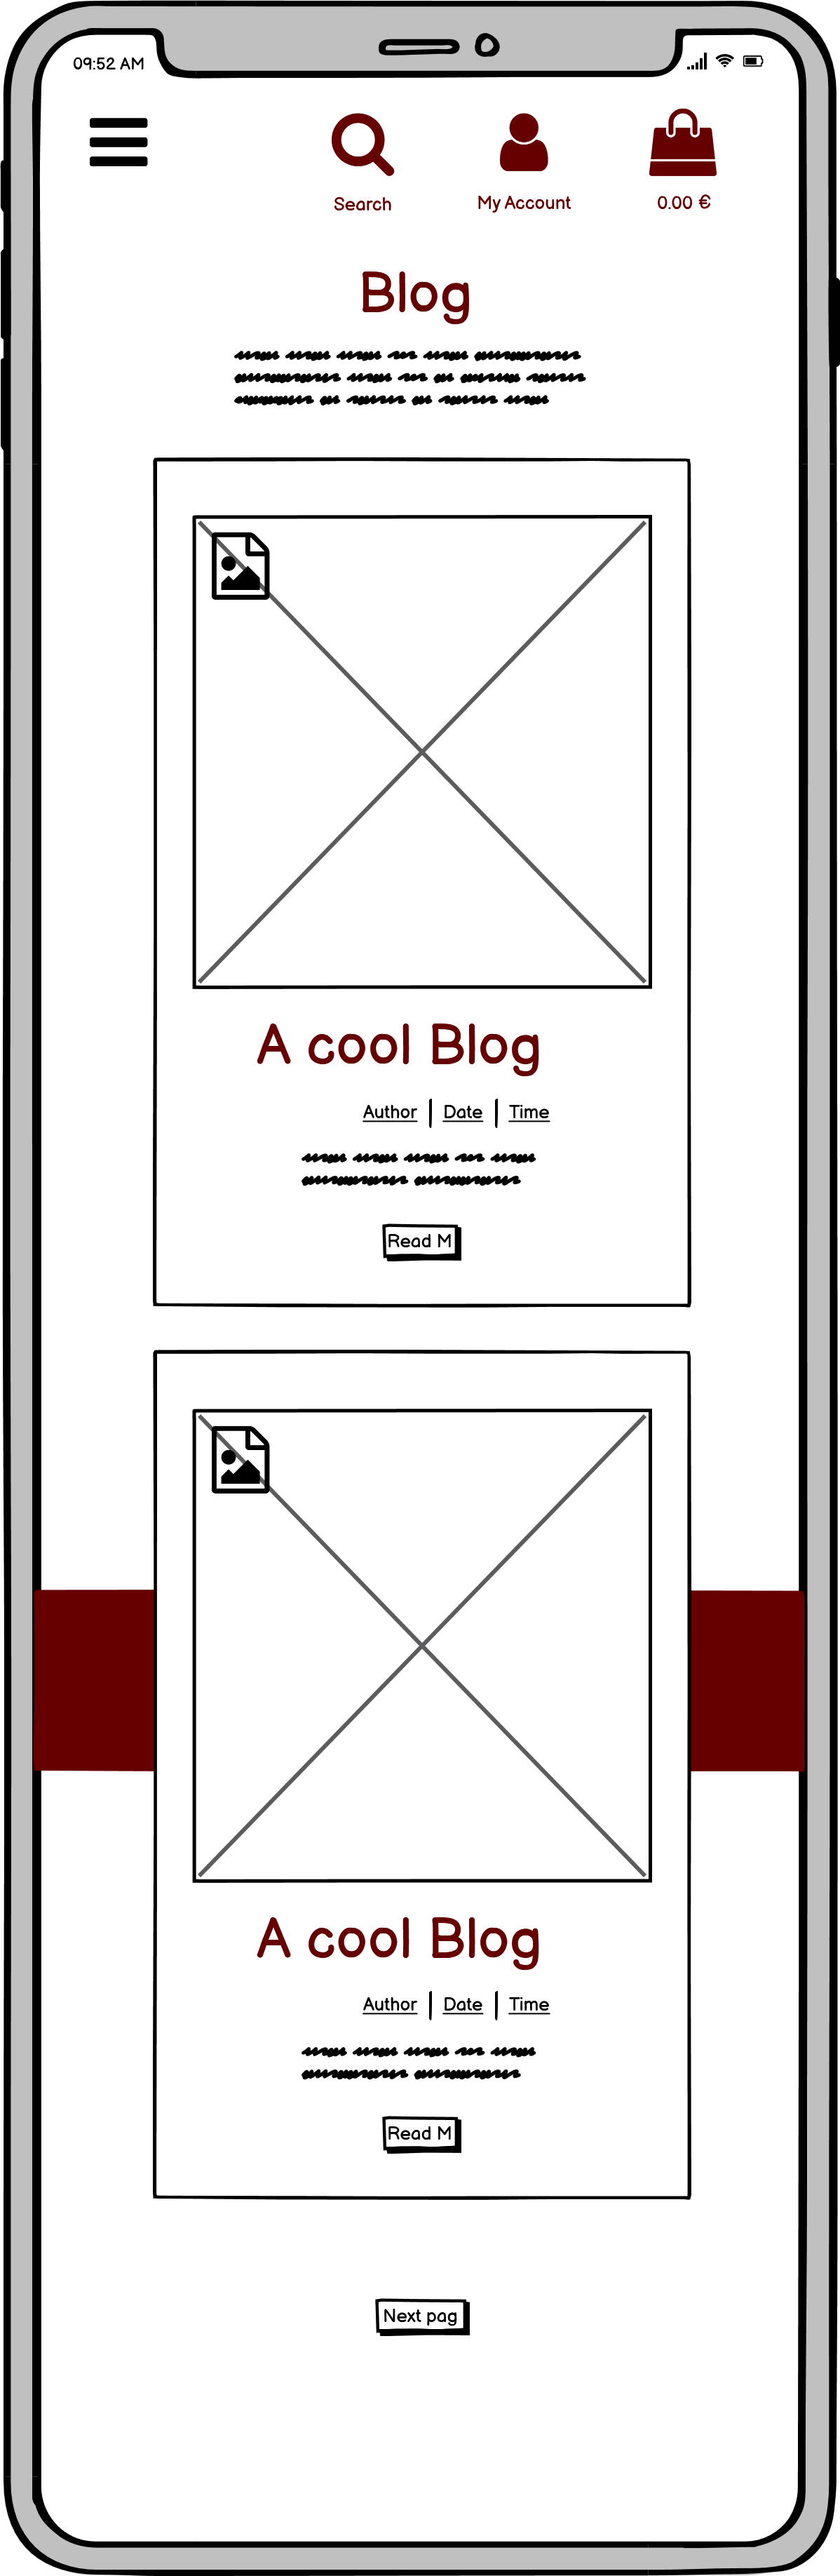 09:52 AM
Search
My Account
0.00 €
Blog
A cool Blog
Author | Date | Time
Read M
A cool Blog
Author | Date | Time
Read M
Next pag